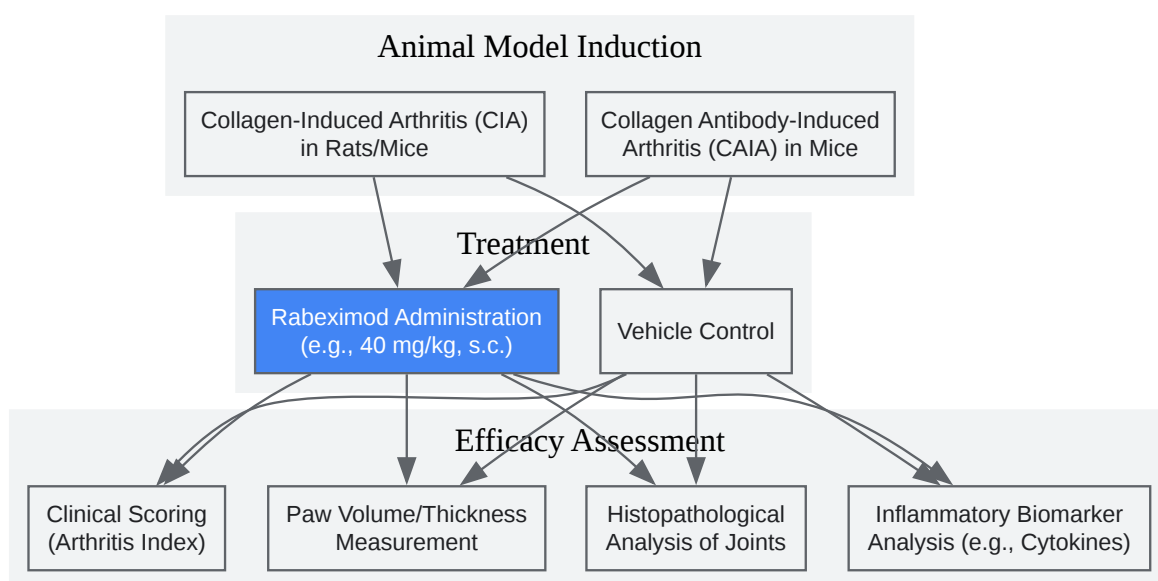 Animal Model Induction
Collagen-Induced Arthritis (CIA)
in Rats/Mice
Collagen Antibody-Induced
Arthritis (CAIA) in Mice
Treatment
Rabeximod Administration
(e.g., 40 mg/kg, s.c.)
Vehicle Control
Efficacy Assessment
Clinical Scoring
(Arthritis Index)
Paw Volume/Thickness
Measurement
Histopathological
Analysis of Joints
Inflammatory Biomarker
Analysis (e.g., Cytokines)